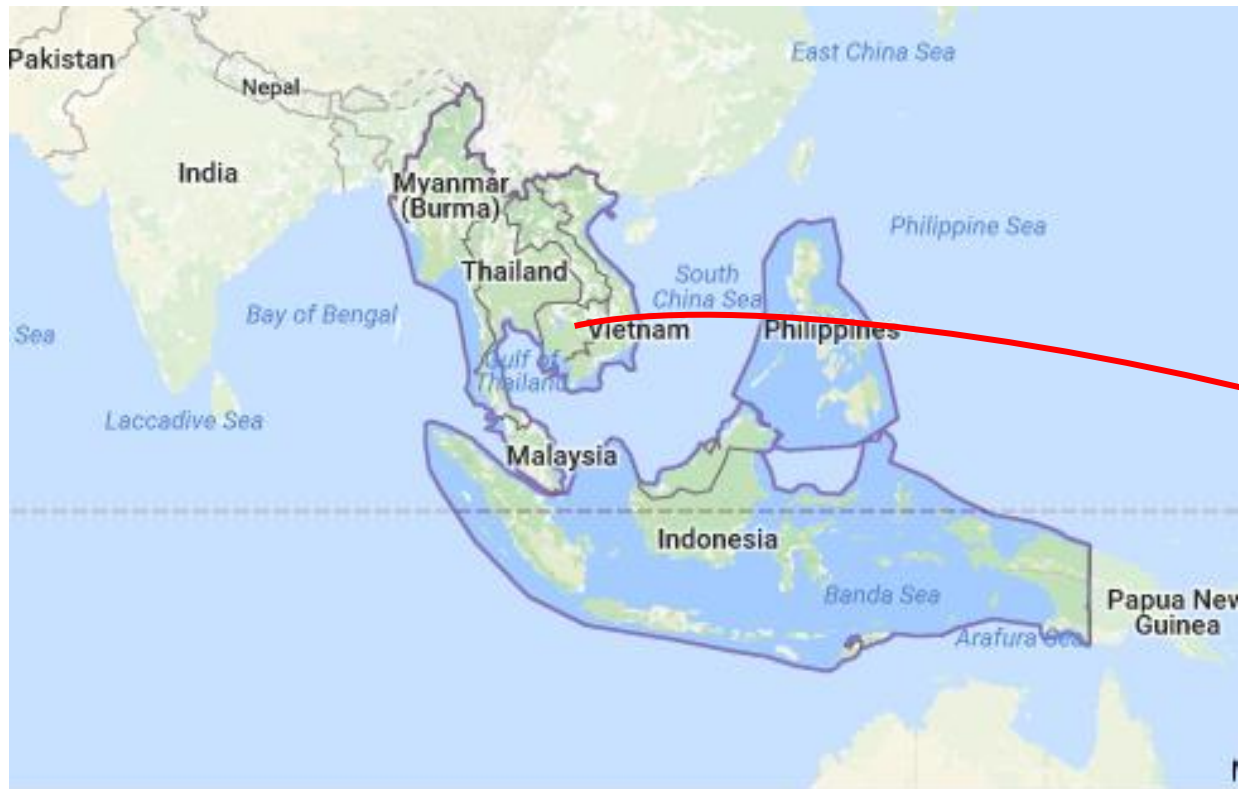 East China Sea
Pakistan
Nepal
India
Myanmar
(Burma)
Philippine Sea
Thailand
South
China Sea
Bay of Bengal
Sea
Vietnam
Philippines
Gulf of
Thailand
Laccadive Sea
Malaysia
Indonesia
Banda Sea
Papua New
Guinea
Arafura Sea